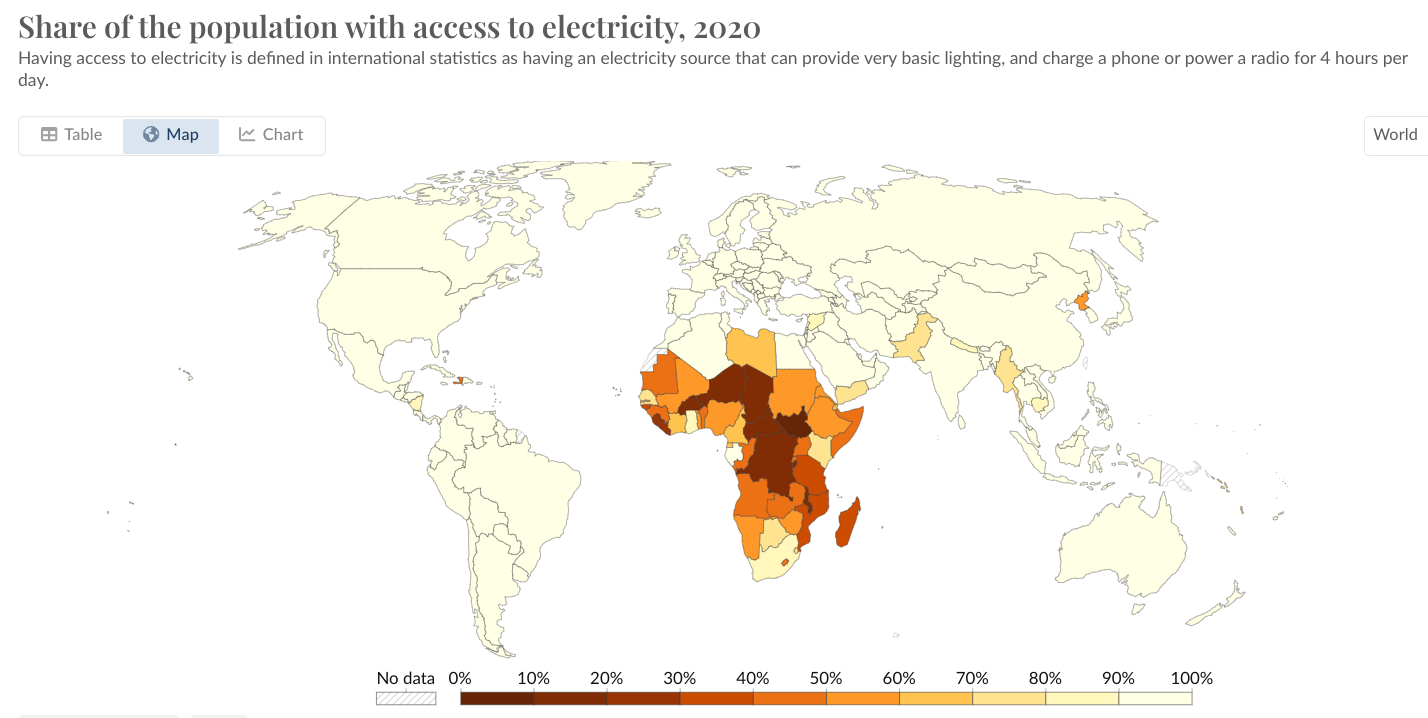 Share of the population with access to electricity, 2020
Having access to electricity is defined in international statistics as having an electricity source that can provide very basic lighting, and charge a phone or power a radio for 4 hours per
day.
Table Map Chart World
No data 0% 10% 20% 30% 40% 50% 60% 70% 80% 90% 100%